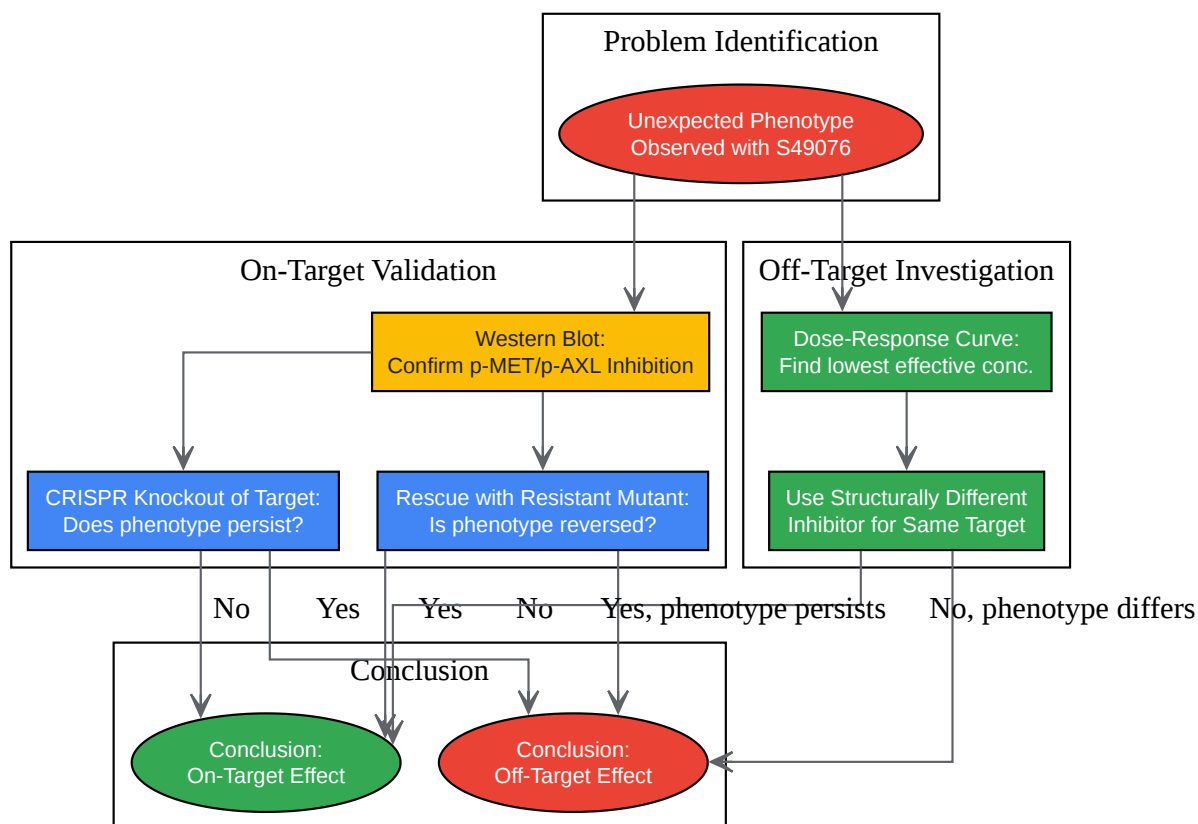 Problem Identification
Unexpected Phenotype
Observed with S49076
On-Target Validation
Off-Target Investigation
Western Blot:
Confirm p-MET/p-AXL Inhibition
Dose-Response Curve:
Find lowest effective conc.
CRISPR Knockout of Target:
Does phenotype persist?
Rescue with Resistant Mutant:
Is phenotype reversed?
Use Structurally Different
Inhibitor for Same Target
No
Yes
Yes
No
Yes, phenotype persists
No, phenotype differs
Conclusion
Conclusion:
On-Target Effect
Conclusion:
Off-Target Effect